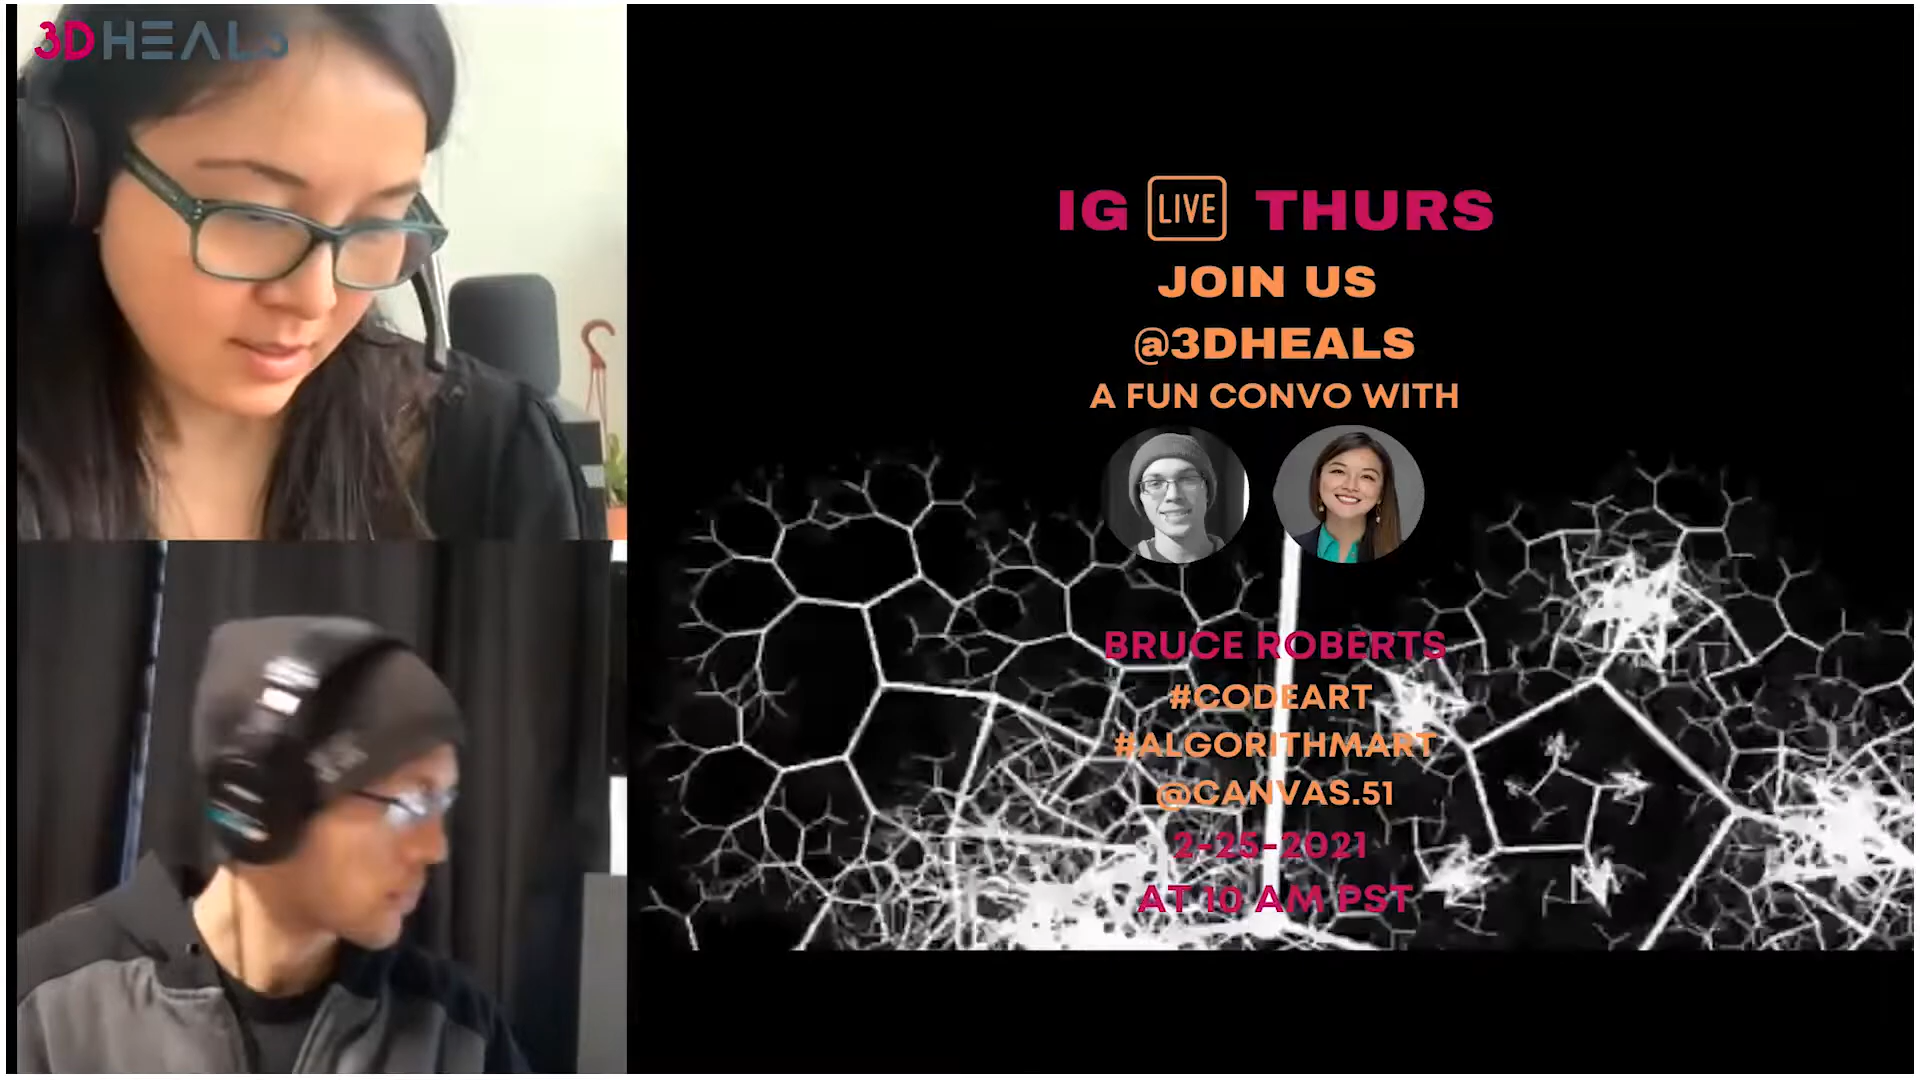 3DHEALS
IG LIVE THURS
JOIN US
@3DHEALS
A FUN CONVO WITH
BRUCE ROBERTS
#CODEART
#ALGORITHMART
@CANVAS.51
2-25-2021
AT 10 AM PST